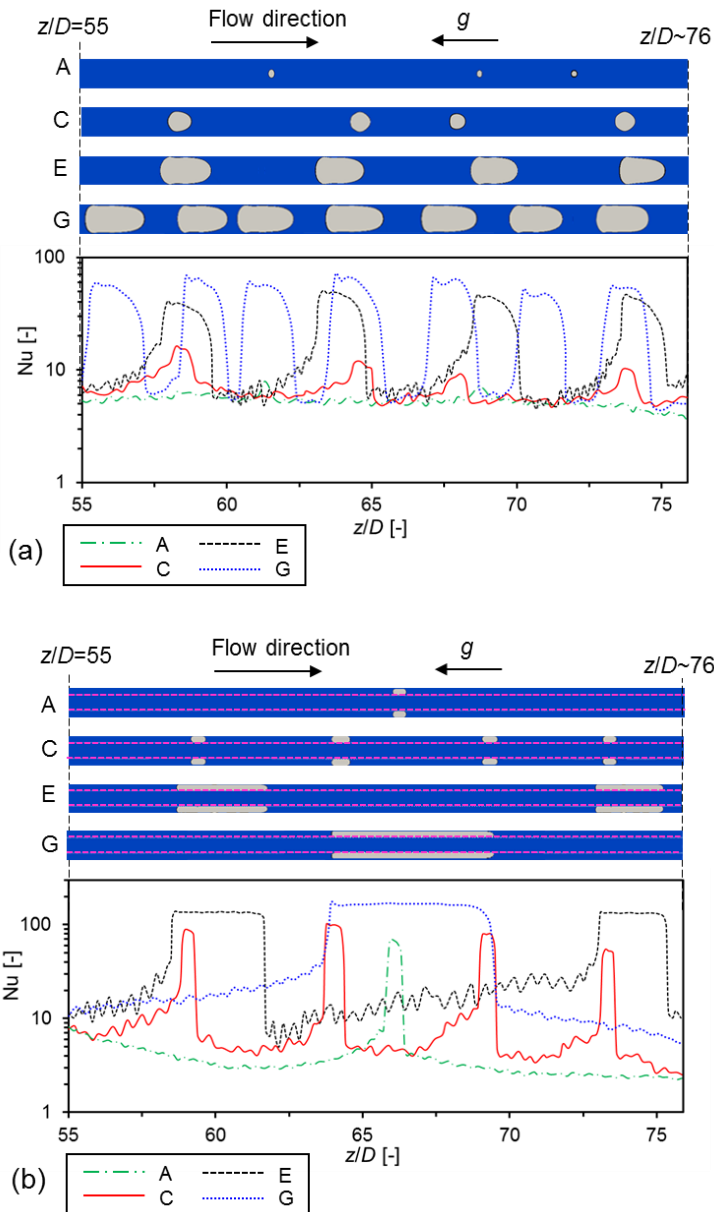 z/D=55 Flow direction g z/D~76
A
C
E
G
100
10
1
Nu [-]
55 60 65 70 75
z/D [-]
(a)
A E
C G
z/D=55 Flow direction g z/D~76
A
C
E
G
100
10
1
Nu [-]
55 60 65 70 75
z/D [-]
(b)
A E
C G